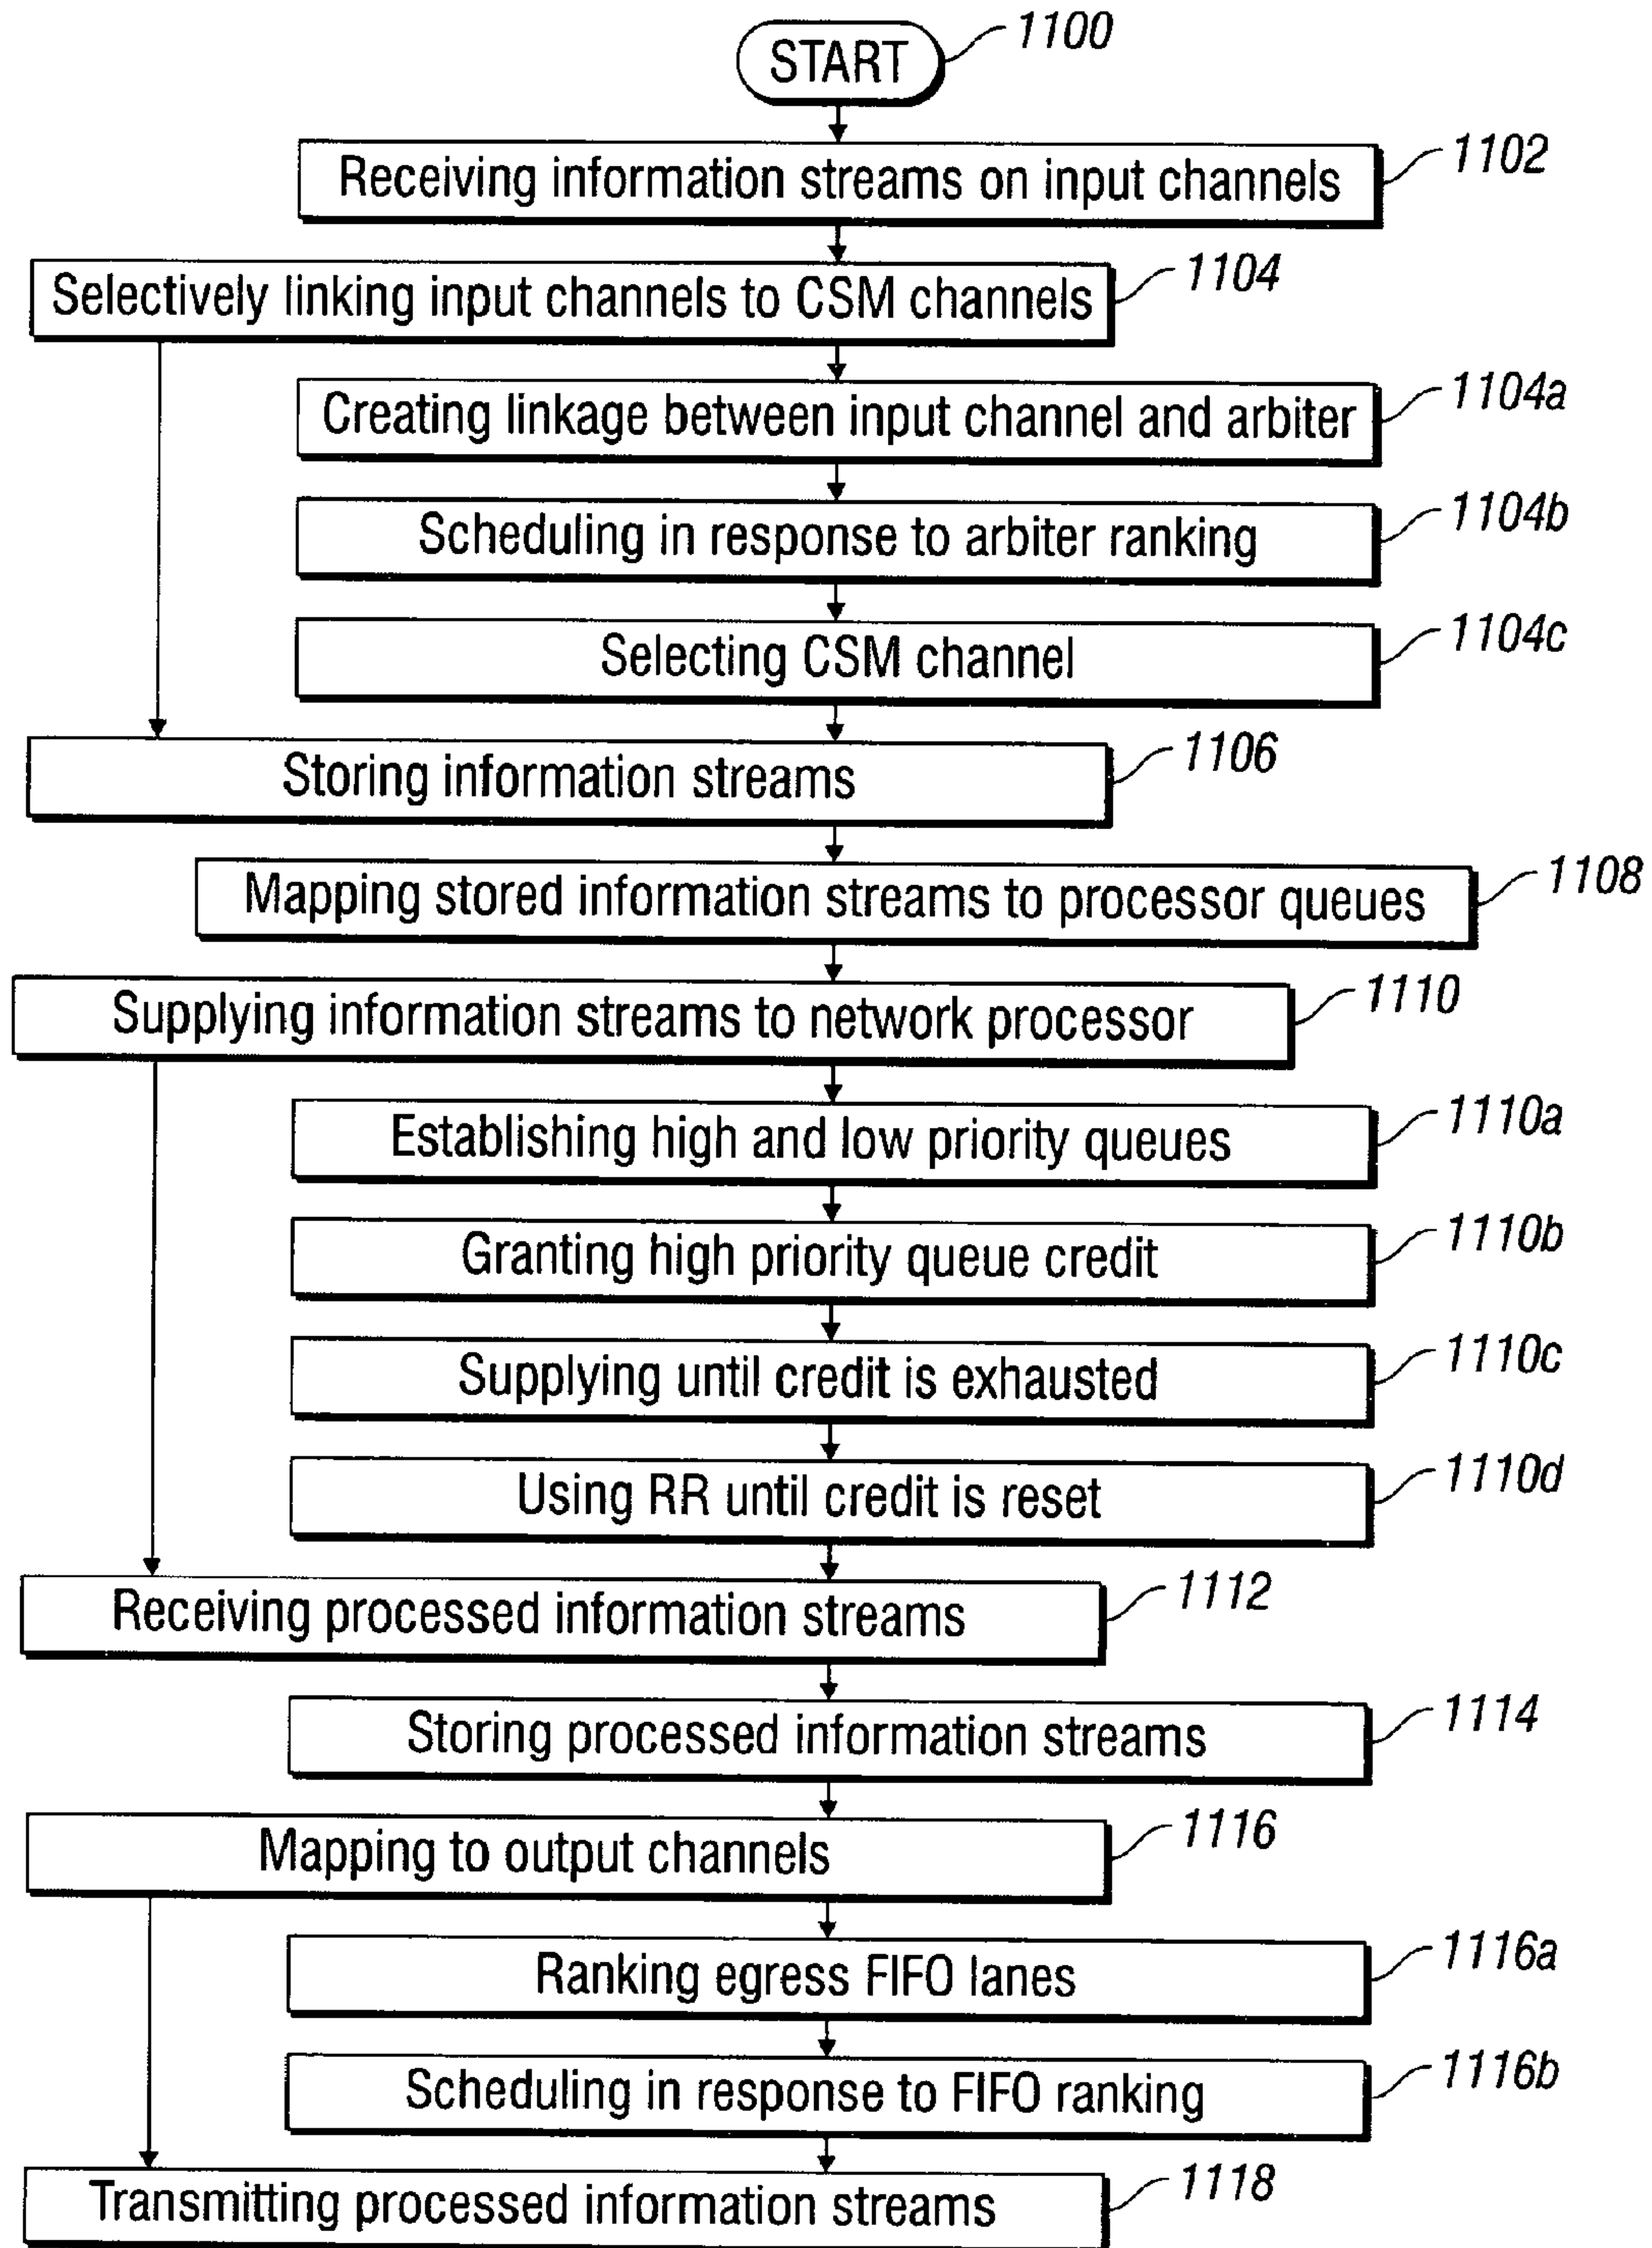 START 1100
Receiving information streams on input channels 1102
Selectively linking input channels to CSM channels 1104
Creating linkage between input channel and arbiter 1104a
Scheduling in response to arbiter ranking 1104b
Selecting CSM channel 1104c
Storing information streams 1106
Mapping stored information streams to processor queues 1108
Supplying information streams to network processor 1110
Establishing high and low priority queues 1110a
Granting high priority queue credit 1110b
Supplying until credit is exhausted 1110c
Using RR until credit is reset 1110d
Receiving processed information streams 1112
Storing processed information streams 1114
Mapping to output channels 1116
Ranking egress FIFO lanes 1116a
Scheduling in response to FIFO ranking 1116b
Transmitting processed information streams 1118